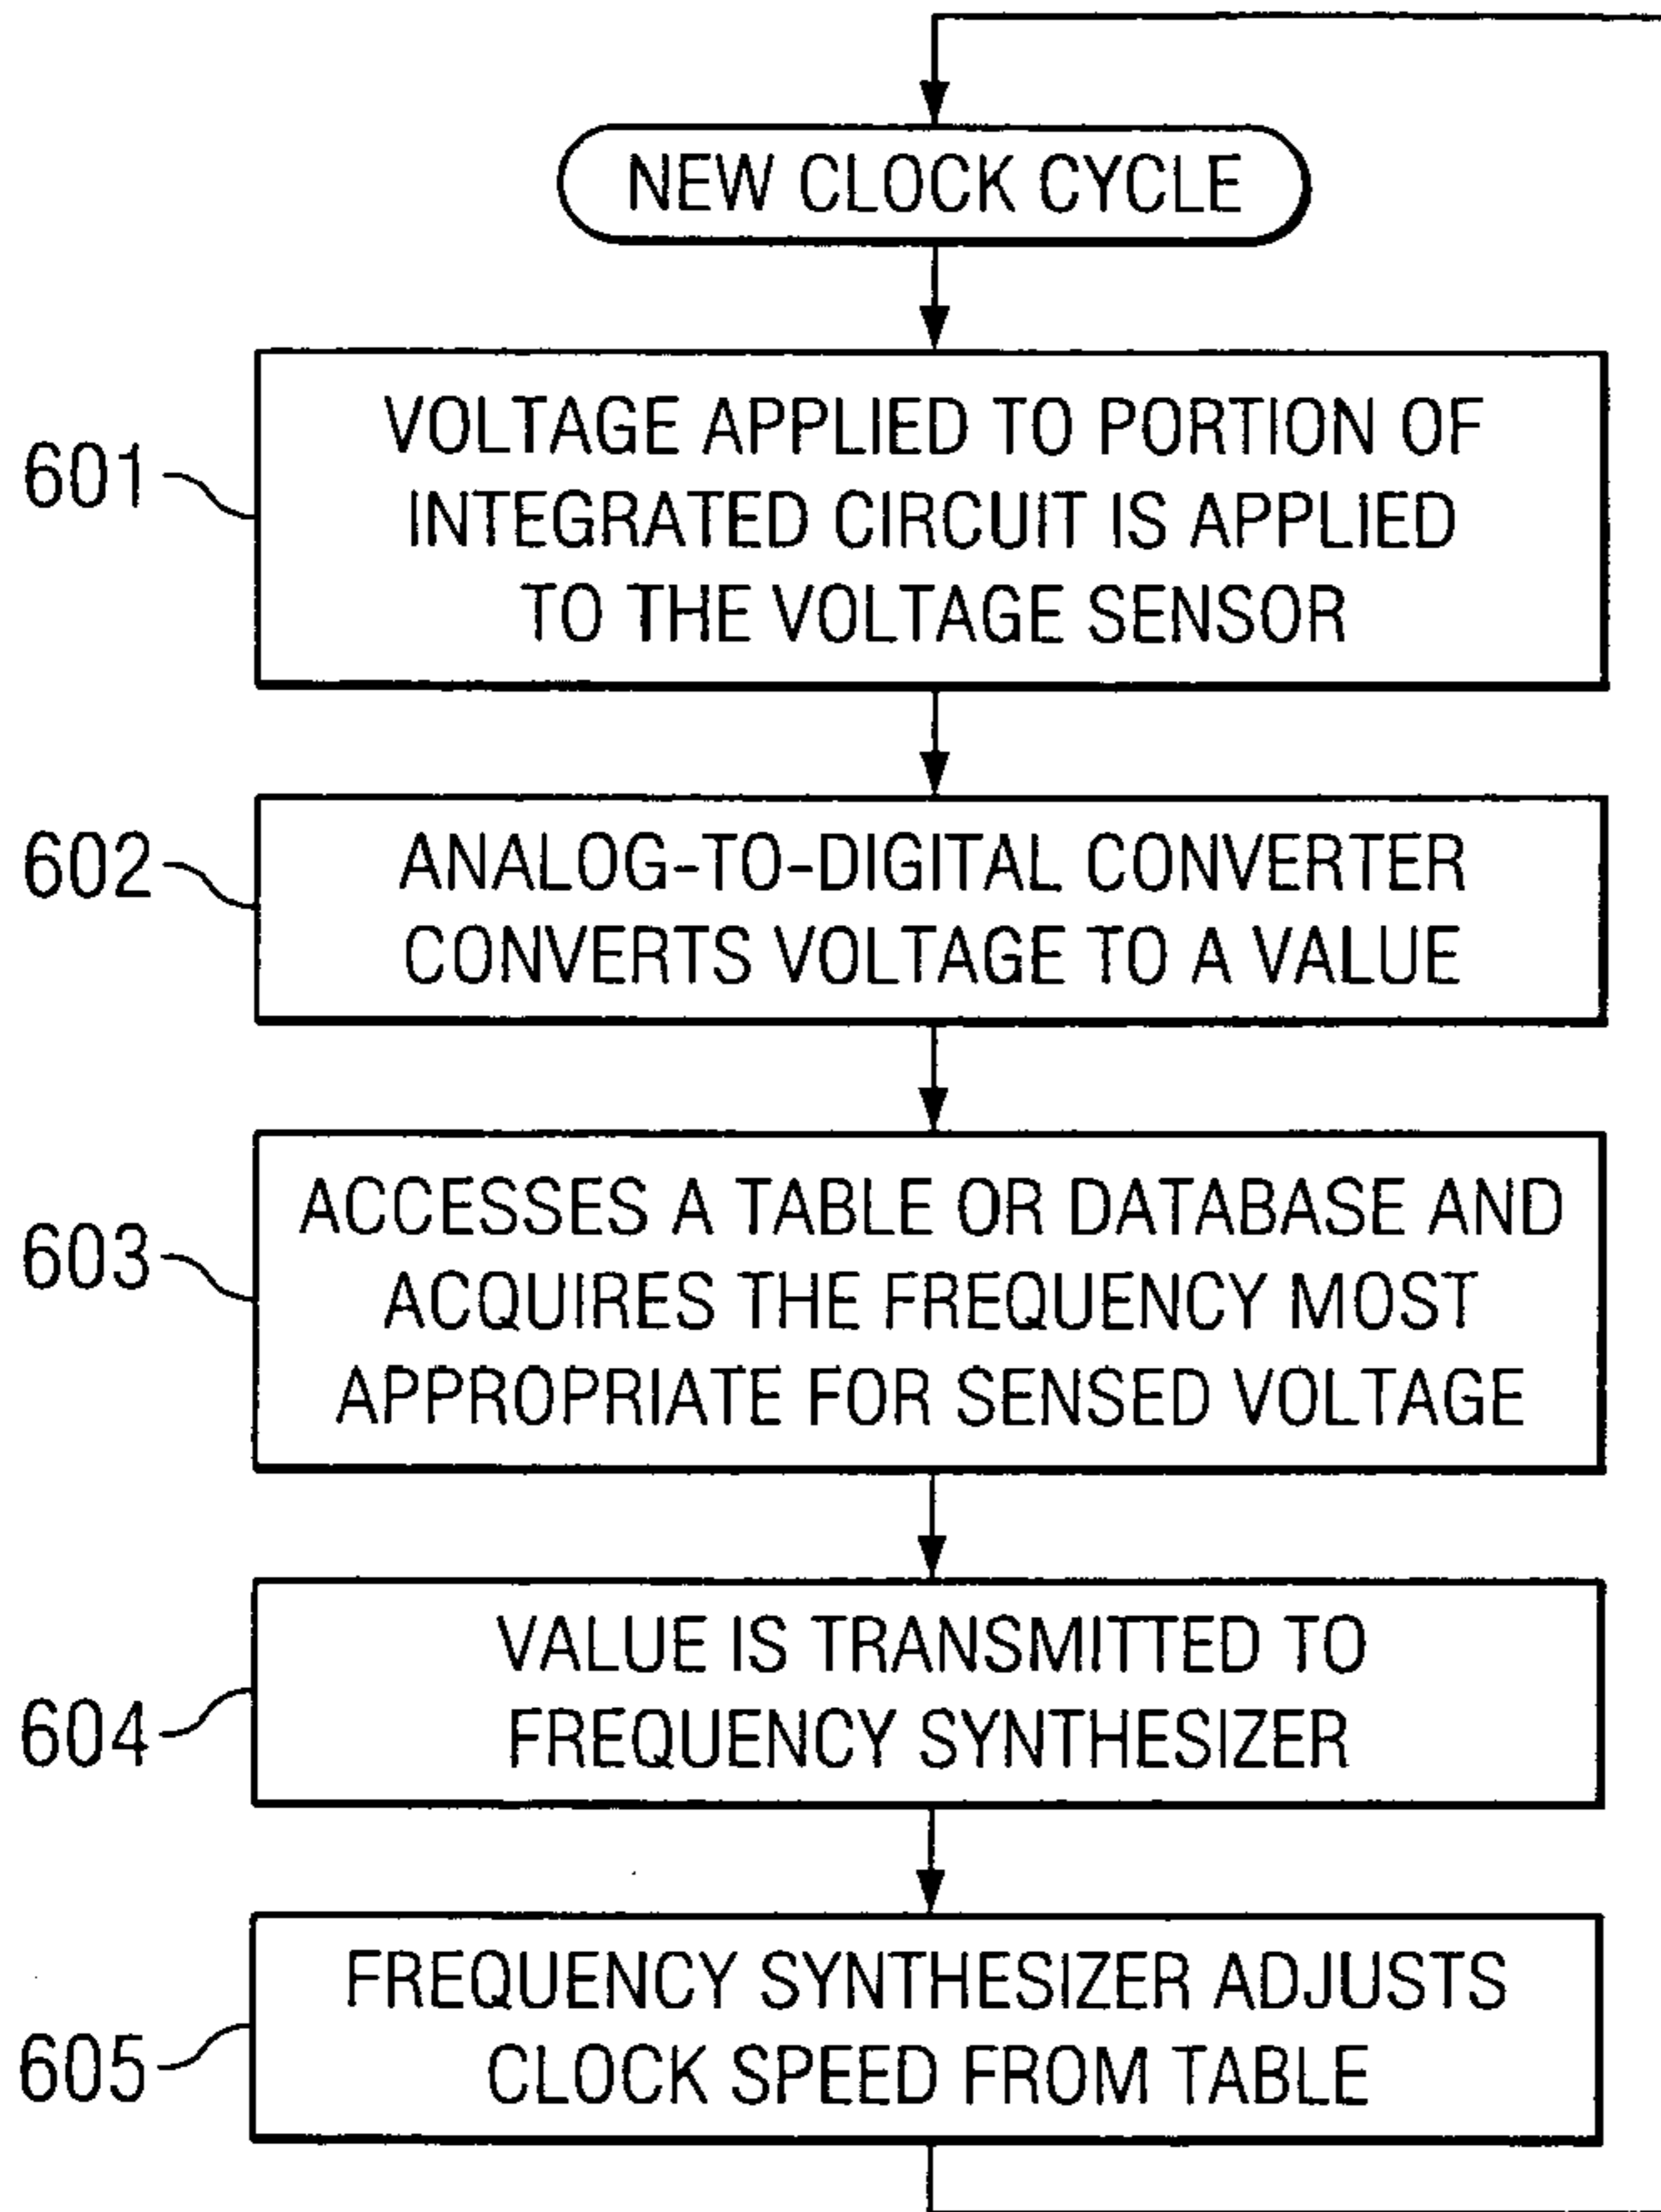 NEW CLOCK CYCLE
601
VOLTAGE APPLIED TO PORTION OF
INTEGRATED CIRCUIT IS APPLIED
TO THE VOLTAGE SENSOR
602
ANALOG-TO-DIGITAL CONVERTER
CONVERTS VOLTAGE TO A VALUE
603
ACCESSES A TABLE OR DATABASE AND
ACQUIRES THE FREQUENCY MOST
APPROPRIATE FOR SENSED VOLTAGE
604
VALUE IS TRANSMITTED TO
FREQUENCY SYNTHESIZER
605
FREQUENCY SYNTHESIZER ADJUSTS
CLOCK SPEED FROM TABLE